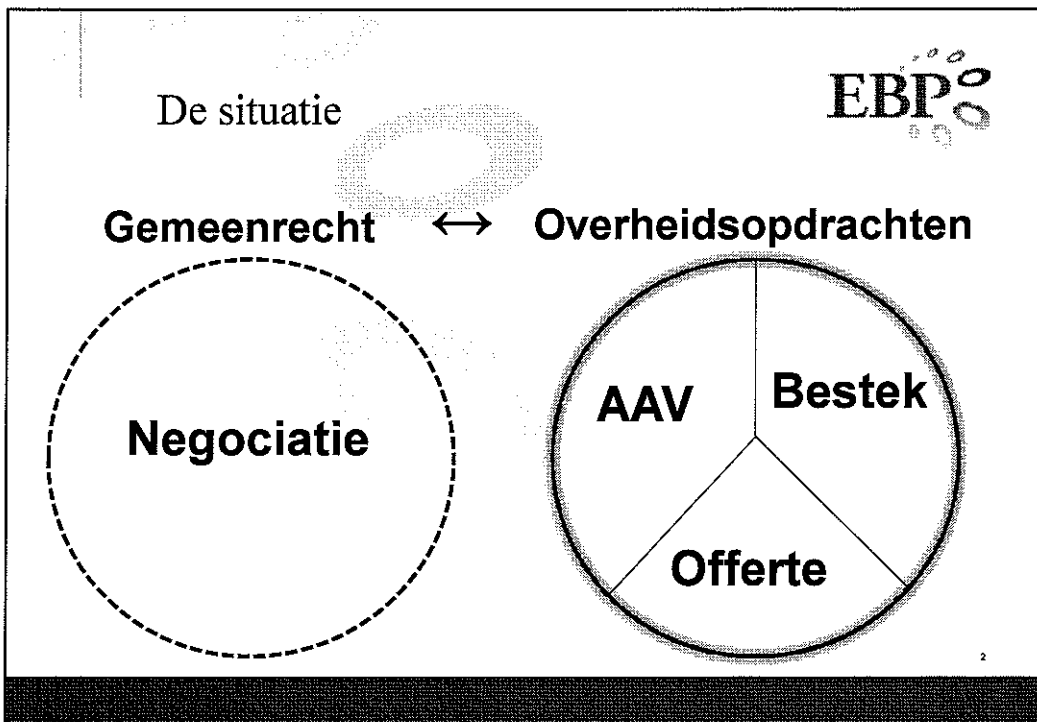 De situatie
EBP
Gemeenrecht ↔ Overheidsopdrachten
Negociatie
AAV
Bestek
Offerte
2